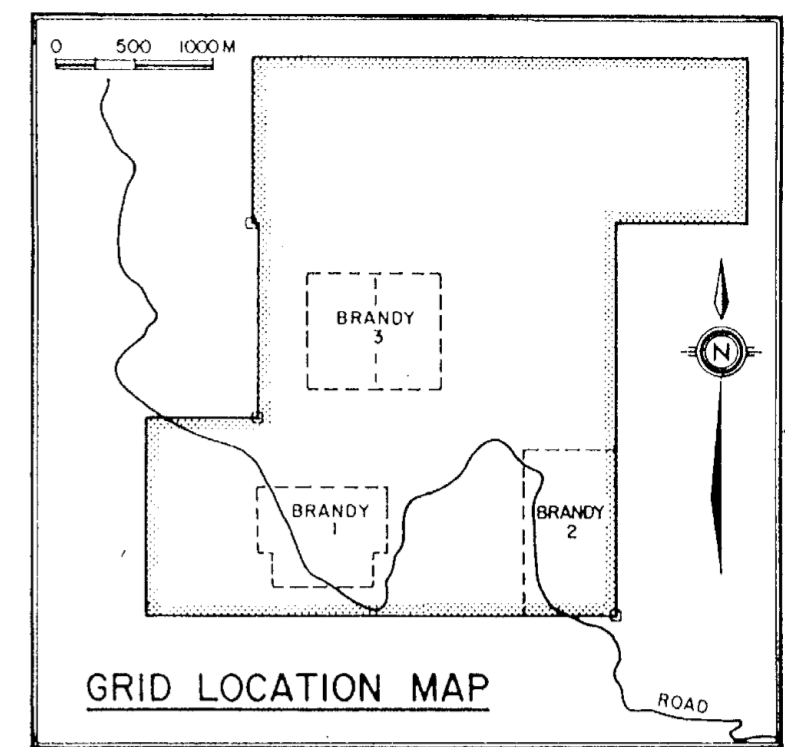 0 500 1000 M
BRANDY
3
N
BRANDY
1
BRANDY
2
GRID LOCATION MAP
ROAD